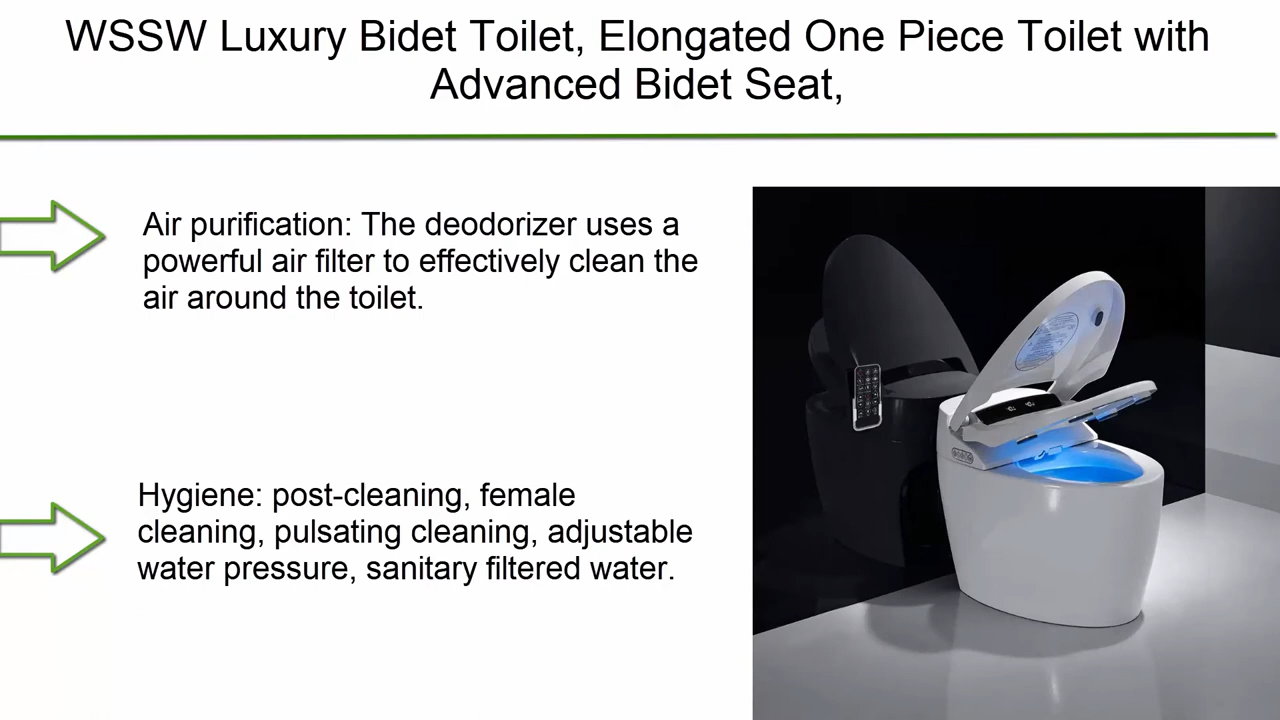 WSSW Luxury Bidet Toilet, Elongated One Piece Toilet with
Advanced Bidet Seat,
Air purification: The deodorizer uses a
powerful air filter to effectively clean the
air around the toilet.
Hygiene: post-cleaning, female
cleaning, pulsating cleaning, adjustable
water pressure, sanitary filtered water.